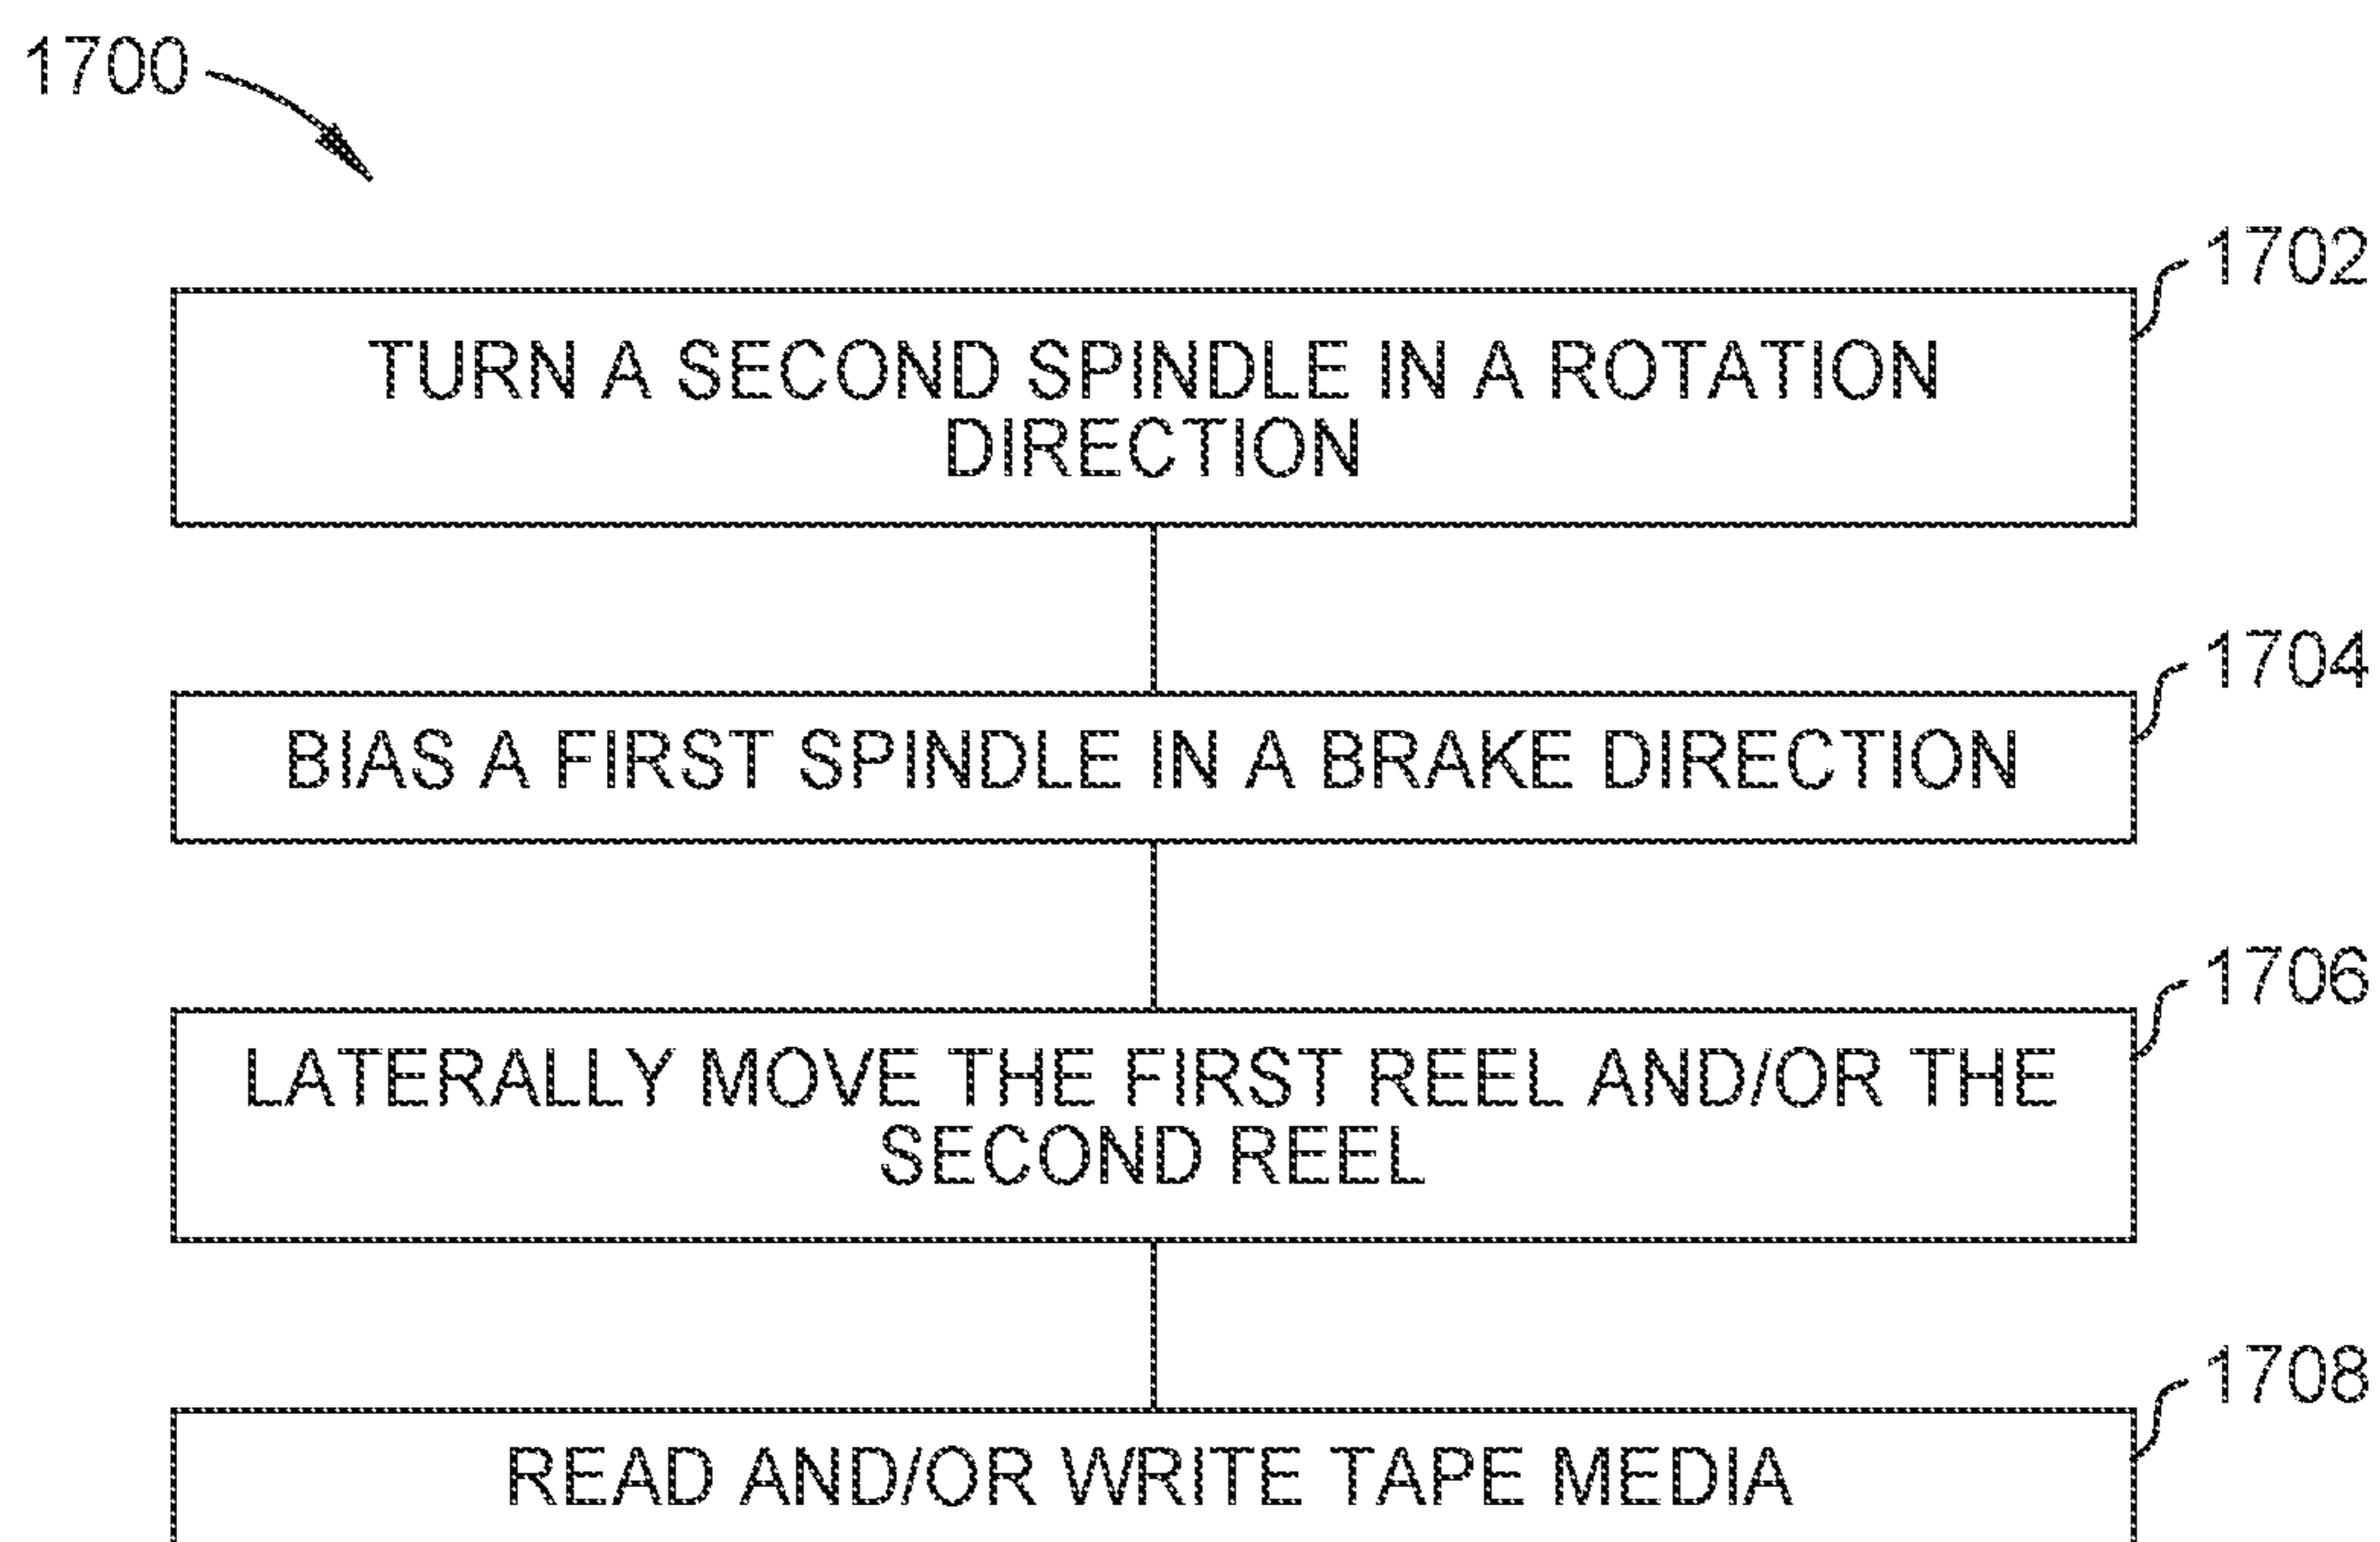 1700
1702
TURN A SECOND SPINDLE IN A ROTATION
DIRECTION
1704
BIAS A FIRST SPINDLE IN A BRAKE DIRECTION
1706
LATERALLY MOVE THE FIRST REEL AND/OR THE
SECOND REEL
1708
READ AND/OR WRITE TAPE MEDIA